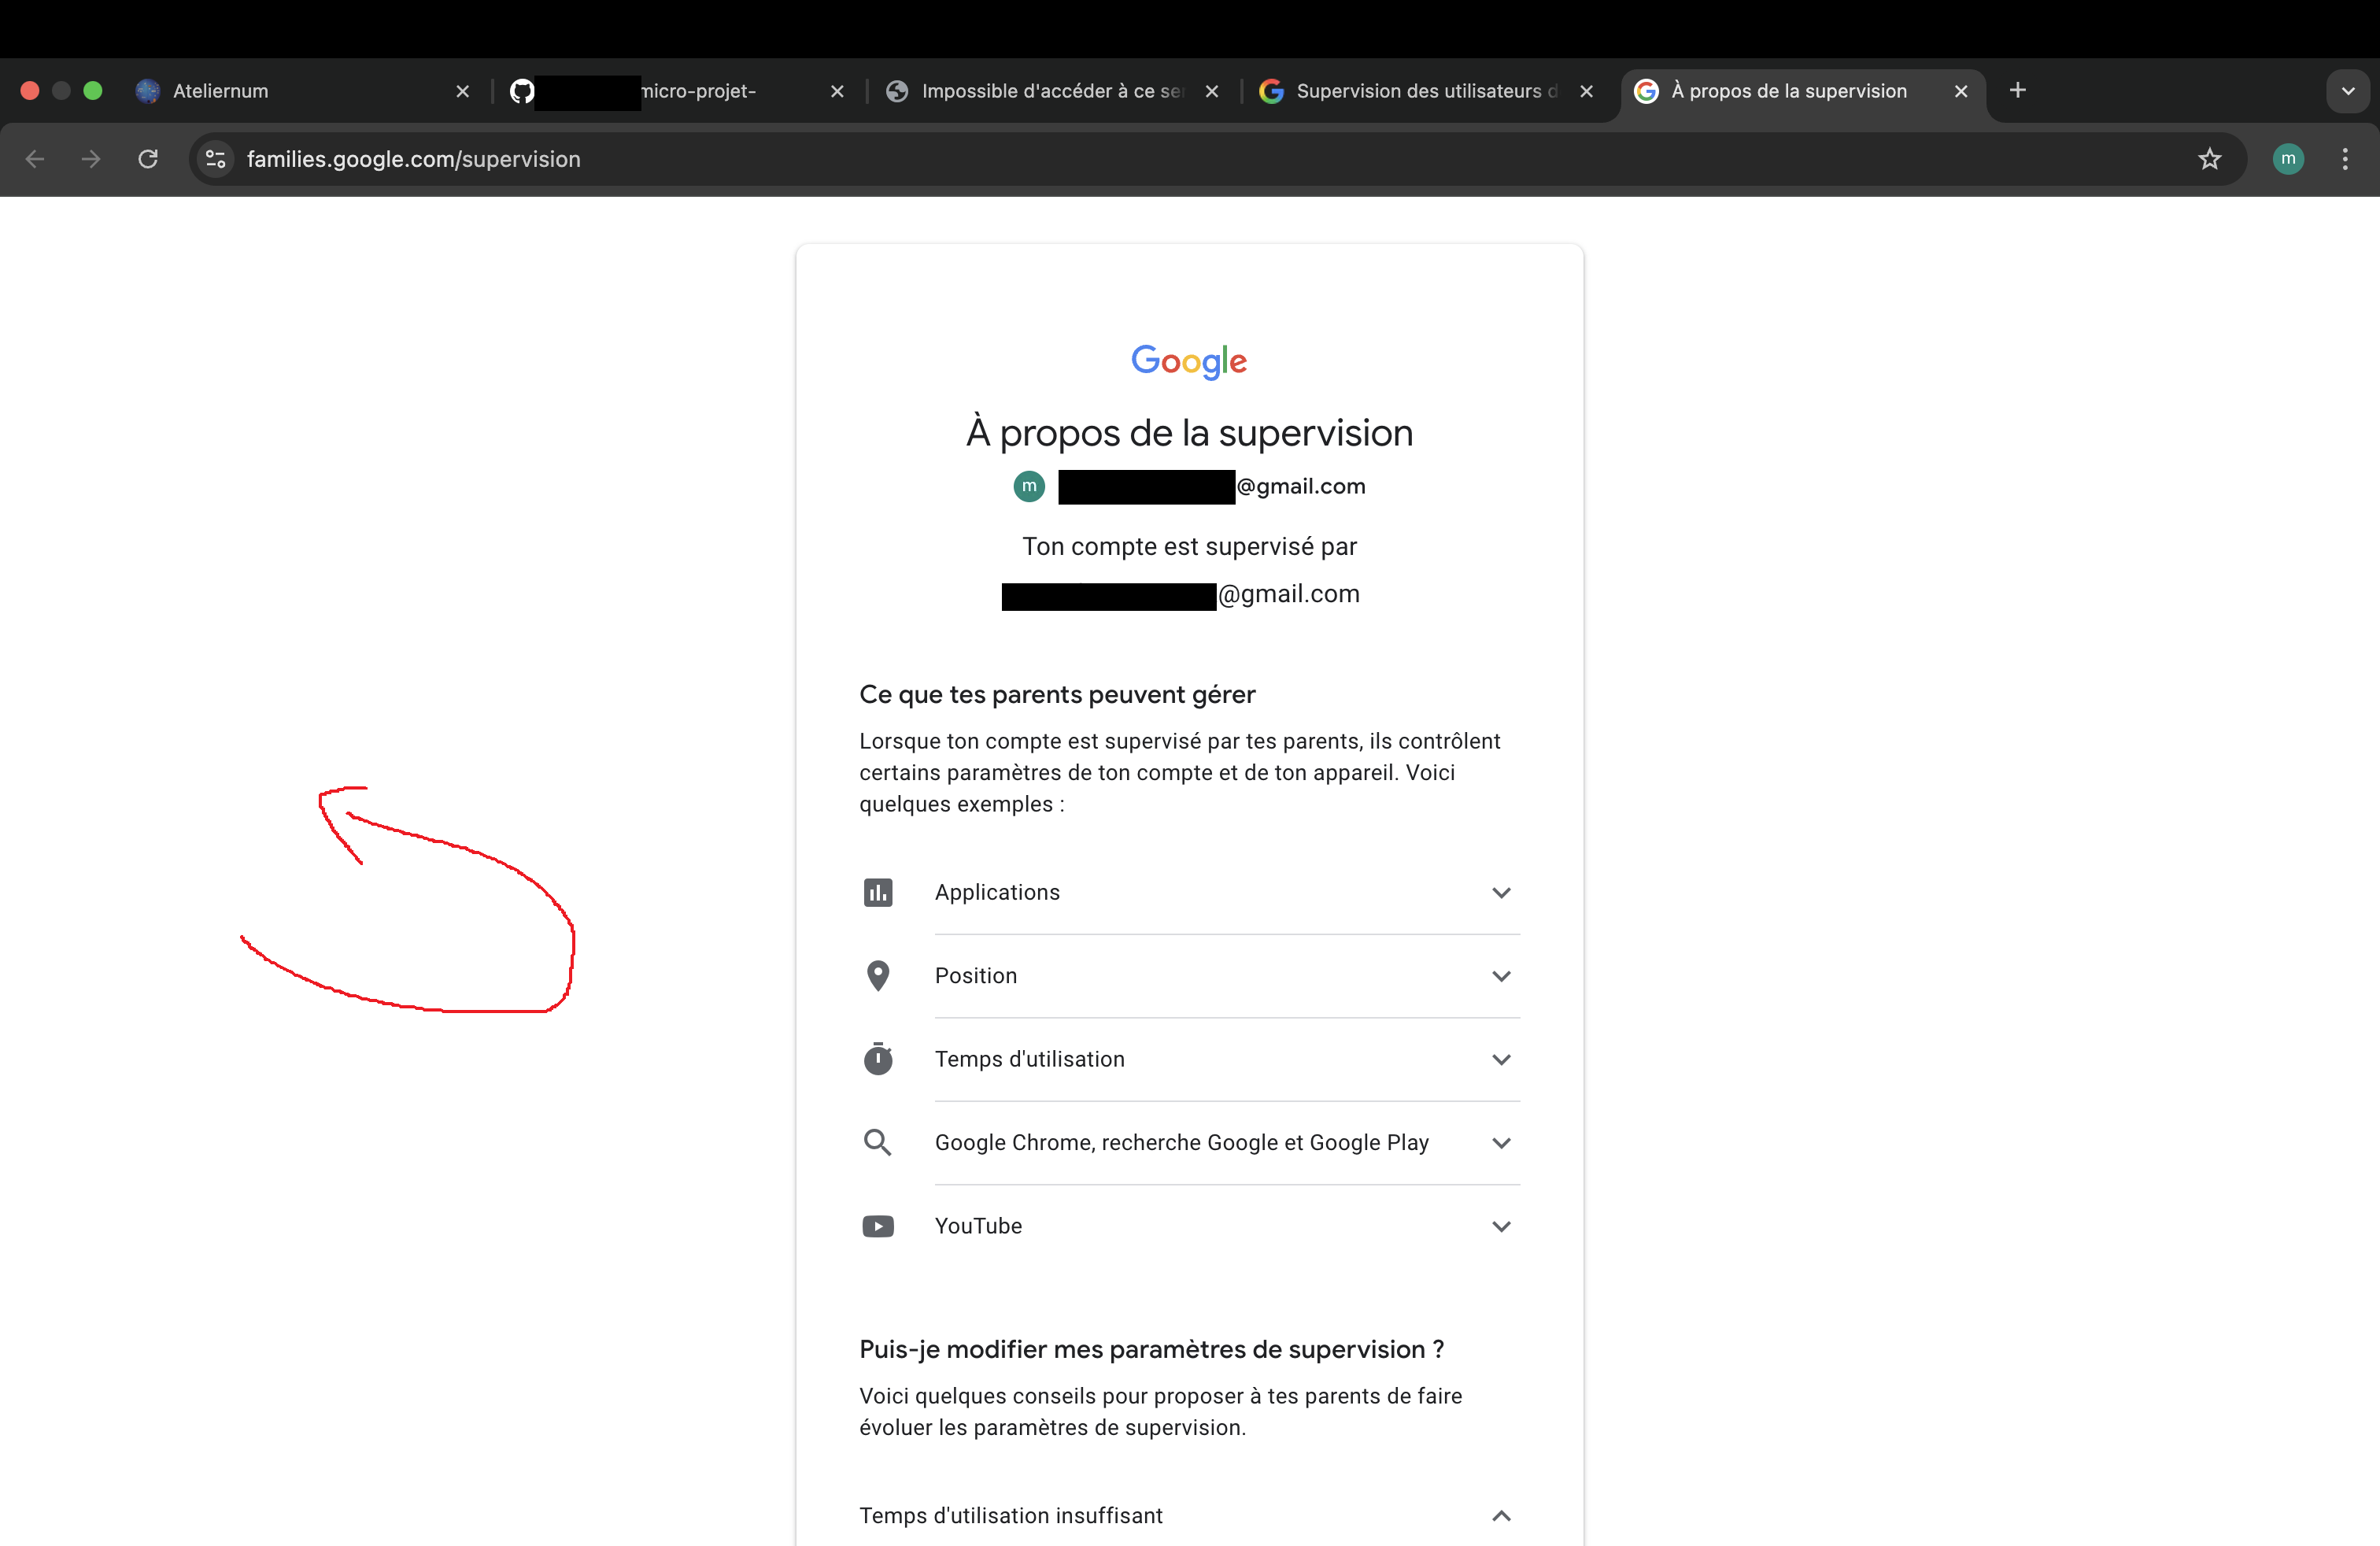 Ateliernum
micro-projet-
Impossible d'accéder à ce ser
Supervision des utilisateurs d
À propos de la supervision
families.google.com/supervision
m
Google
À propos de la supervision
m
@gmail.com
Ton compte est supervisé par
@gmail.com
Ce que tes parents peuvent gérer
Lorsque ton compte est supervisé par tes parents, ils contrôlent
certains paramètres de ton compte et de ton appareil. Voici
quelques exemples :
Applications
Position
Temps d'utilisation
Google Chrome, recherche Google et Google Play
YouTube
Puis-je modifier mes paramètres de supervision ?
Voici quelques conseils pour proposer à tes parents de faire
évoluer les paramètres de supervision.
Temps d'utilisation insuffisant